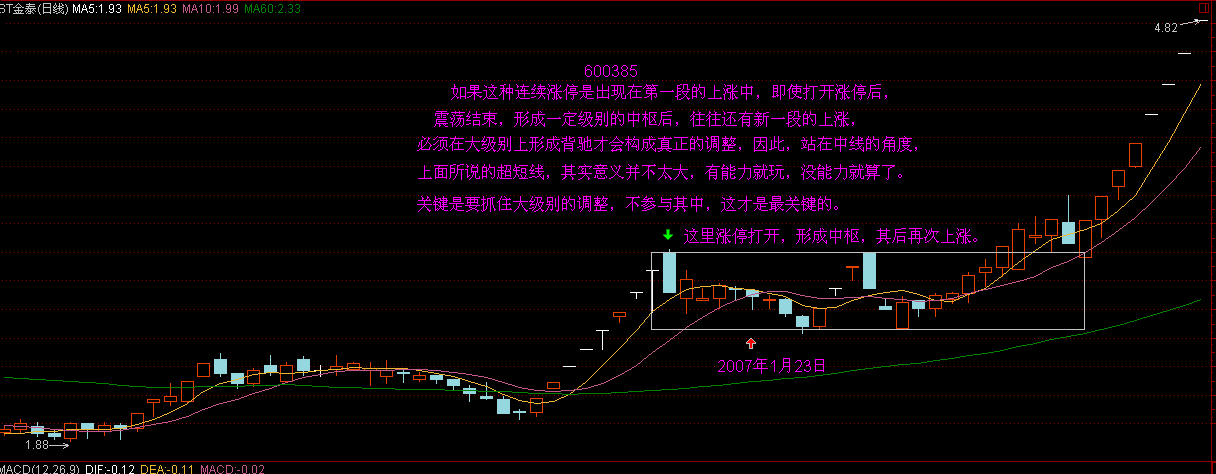 ST金泰(日线) MA5:1.93 MA5:1.93 MA10:1.99 MA60:2.33
4.82
600385
如果这种连续涨停是出现在第一段的上涨中，即使打开涨停后，
震荡结束，形成一定级别的中枢后，往往还有新一段的上涨，
必须在大级别上形成背驰才会构成真正的调整，因此，站在中线的角度，
上面所说的超短线，其实意义并不太大，有能力就玩，没能力就算了。
关键是要抓住大级别的调整，不参与其中，这才是最关键的。
这里涨停打开，形成中枢，其后再次上涨。
2007年1月23日
1.88
MACD(12,26,9) DIF:-0.12 DEA:-0.11 MACD:-0.02